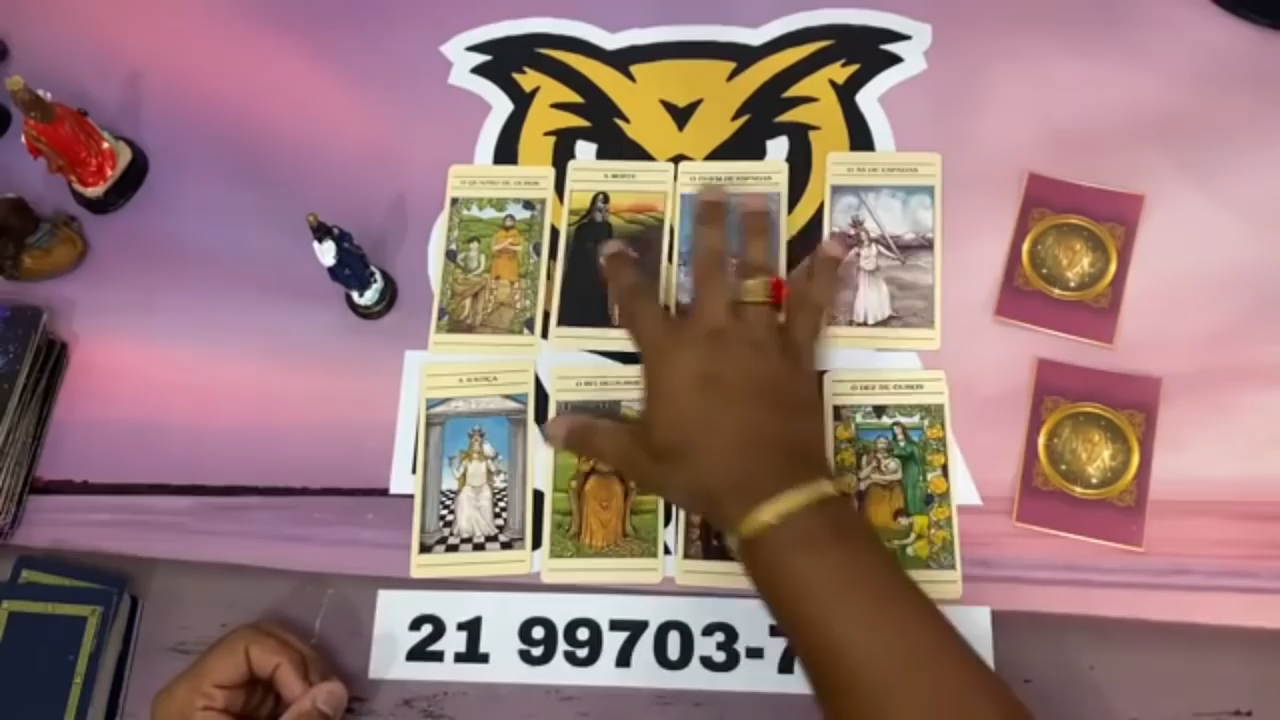 O QUATRO DE OUROS
A MORTE
O ÁS DE ESPADAS
A JUSTIÇA
O DEZ DE OUROS
21 99703-7